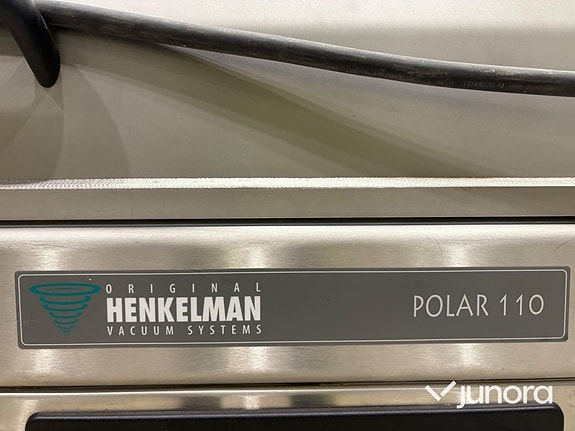 ORIGINAL
HENKELMAN
VACUUM SYSTEMS
POLAR 110
junora